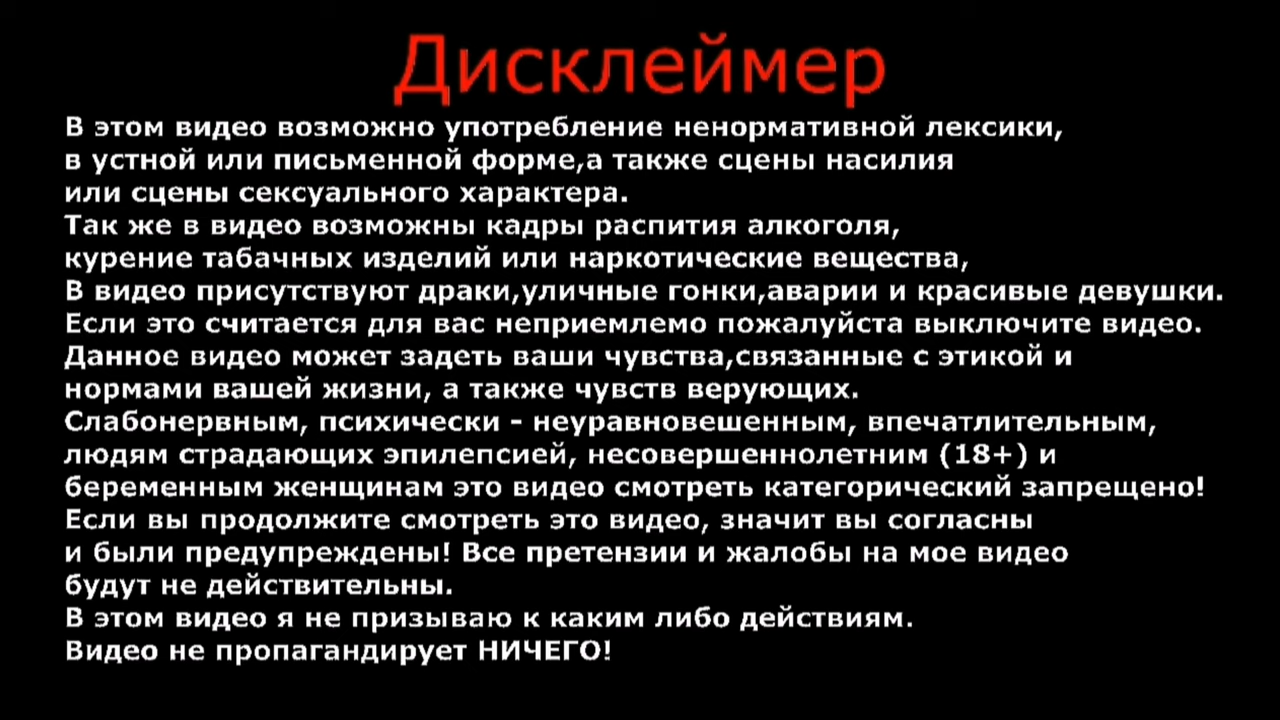 Дисклеймер
В этом видео возможно употребление ненормативной лексики,
в устной или письменной форме,а также сцены насилия
или сцены сексуального характера.
Так же в видео возможны кадры распития алкоголя,
курение табачных изделий или наркотические вещества,
В видео присутствуют драки,уличные гонки,аварии и красивые девушки.
Если это считается для вас неприемлемо пожалуйста выключите видео.
Данное видео может задеть ваши чувства,связанные с этикой и
нормами вашей жизни, а также чувств верующих.
Слабонервным, психически - неуравновешенным, впечатлительным,
людям страдающих эпилепсией, несовершеннолетним (18+) и
беременным женщинам это видео смотреть категорический запрещено!
Если вы продолжите смотреть это видео, значит вы согласны
и были предупреждены! Все претензии и жалобы на мое видео
будут не действительны.
В этом видео я не призываю к каким либо действиям.
Видео не пропагандирует НИЧЕГО!